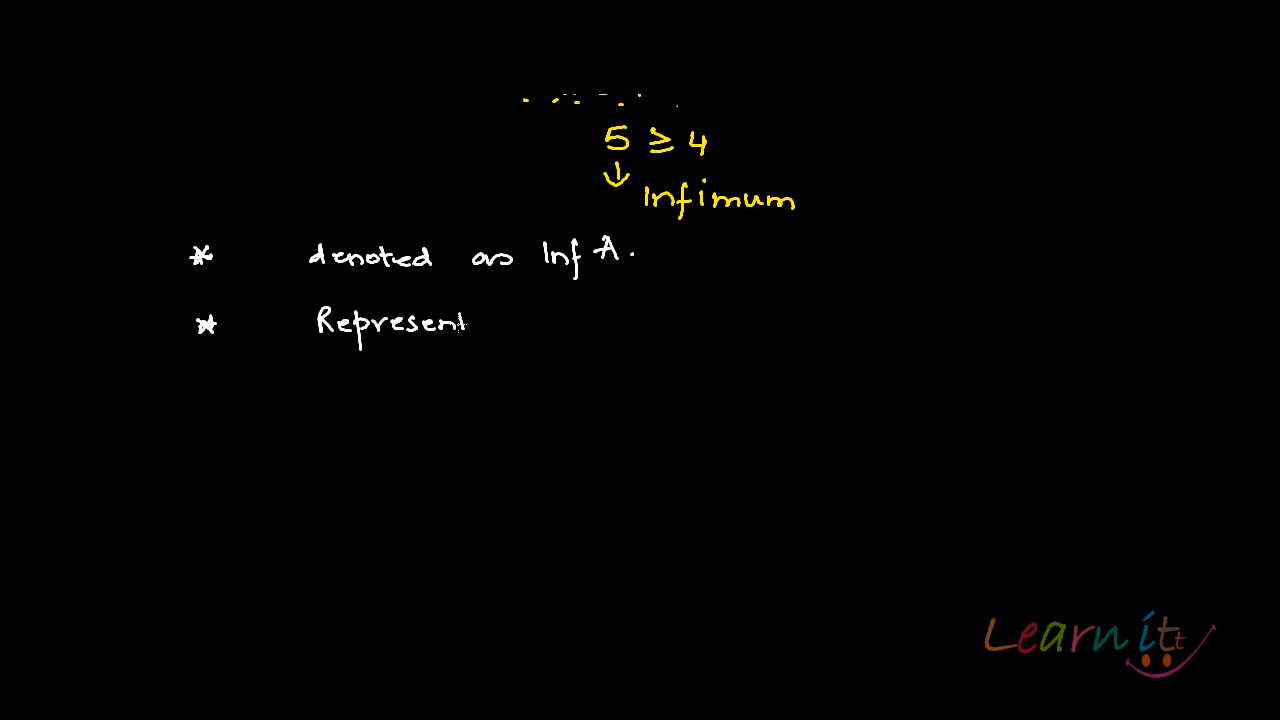 5 ≥ 4
↓ Infimum
* denoted as Inf A.
* Represent
Learnitt